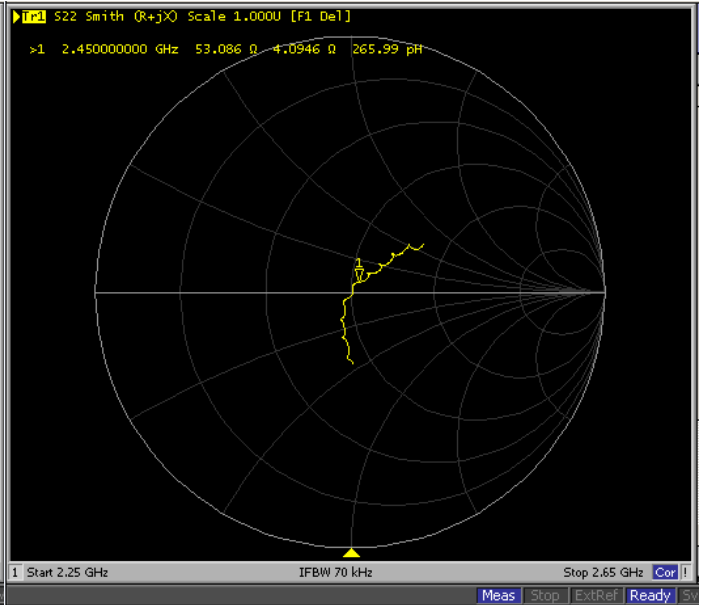 Tr1 S22 Smith (R+jX) Scale 1.000U [F1 Del]
>1 2.450000000 GHz 53.086 Ω 4.0946 Ω 265.99 pH
1
1 Start 2.25 GHz IFBW 70 kHz Stop 2.65 GHz Cor !
Meas Stop ExtRef Ready Sv